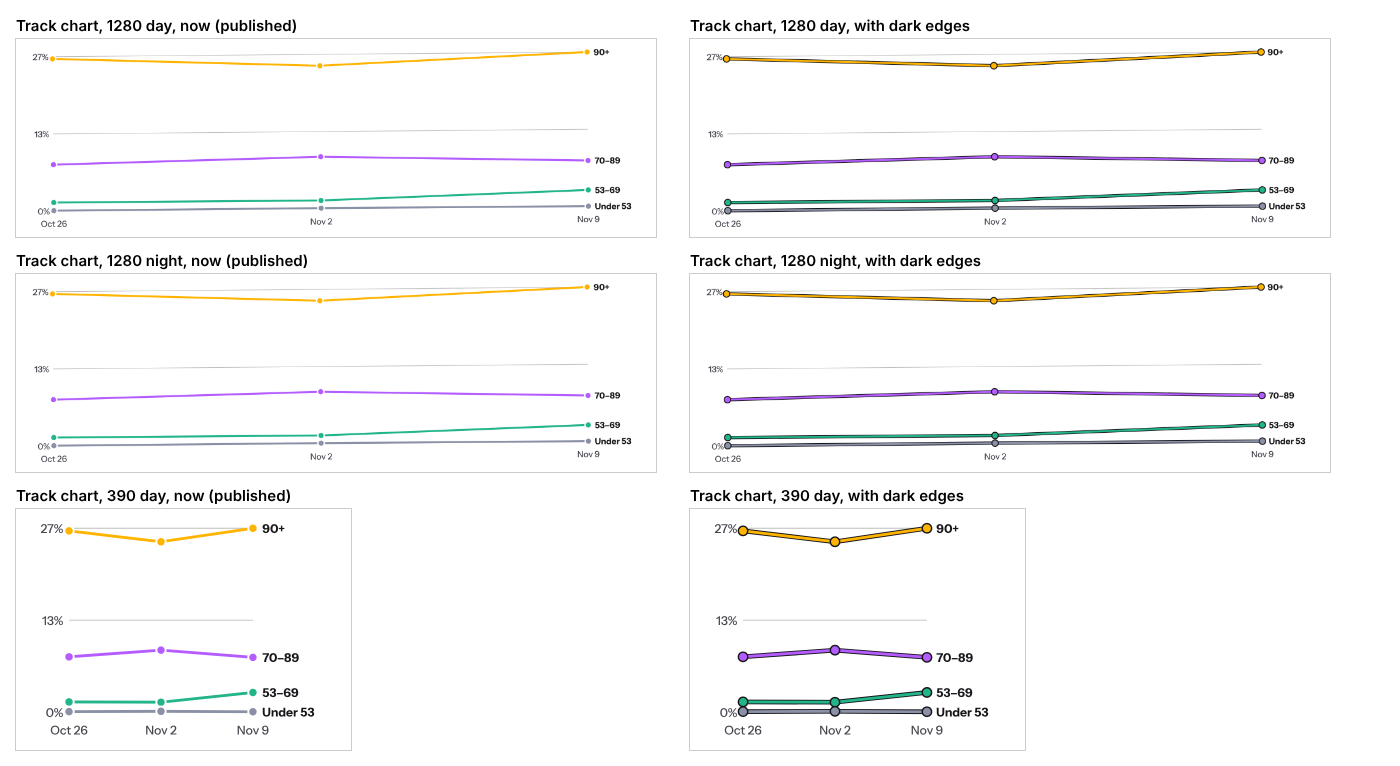 Track chart, 1280 day, now (published)
27%
90+
13%
70–89
53–69
0%
Under 53
Oct 26
Nov 2
Nov 9
Track chart, 1280 day, with dark edges
27%
90+
13%
70–89
53–69
0%
Under 53
Oct 26
Nov 2
Nov 9
Track chart, 1280 night, now (published)
27%
90+
13%
70–89
53–69
0%
Under 53
Oct 26
Nov 2
Nov 9
Track chart, 1280 night, with dark edges
27%
90+
13%
70–89
53–69
0%
Under 53
Oct 26
Nov 2
Nov 9
Track chart, 390 day, now (published)
27%
90+
13%
70–89
53–69
0%
Under 53
Oct 26
Nov 2
Nov 9
Track chart, 390 day, with dark edges
27%
90+
13%
70–89
53–69
0%
Under 53
Oct 26
Nov 2
Nov 9